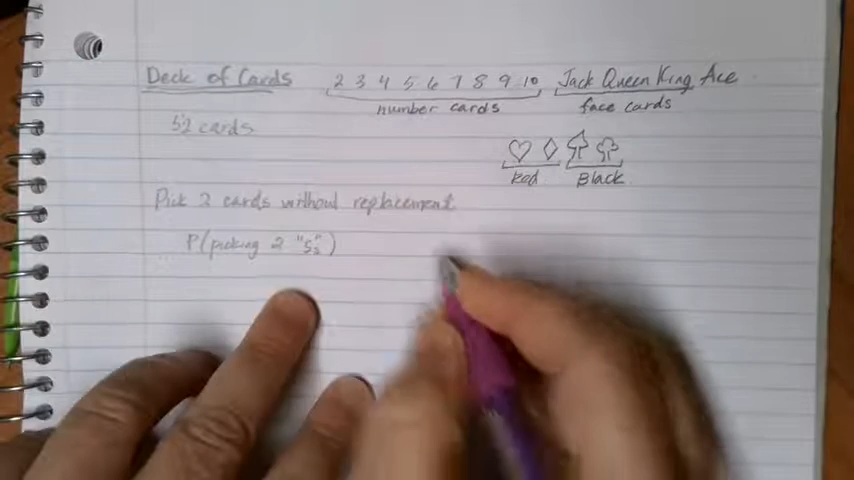 Deck of Cards 2 3 4 5 6 7 8 9 10 Jack Queen King Ace
number cards face cards
52 cards
Red Black
Pick 2 cards without replacement
P(picking 2 "5s")